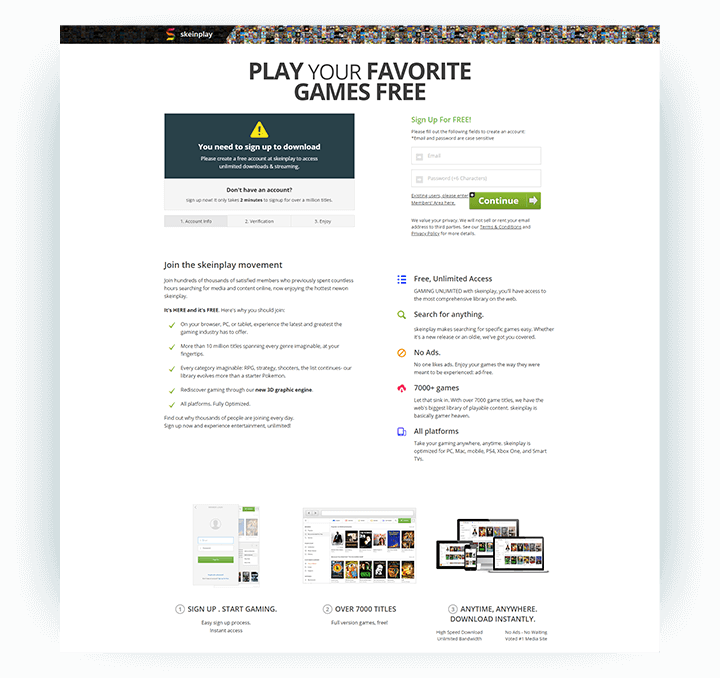 skeinplay
PLAY YOUR FAVORITE
GAMES FREE
You need to sign up to download
Please create a free account at skeinplay to access
unlimited downloads & streaming.
Don't have an account?
sign up now! It only takes 2 minutes to signup for over a million titles.
1. Account Info
2. Verification
3. Enjoy
Sign Up For FREE!
Please fill out the following fields to create an account:
*Email and password are case sensitive
Email
Password (+6 Characters)
Existing users, please enter
Members' Area here.
Continue
We value your privacy. We will not sell or rent your email
address to third parties. See our Terms & Conditions and
Privacy Policy for more details.
Join the skeinplay movement
Join hundreds of thousands of satisfied members who previously spent countless
hours searching for media and content online, now enjoying the hottest newon
skeinplay.
It's HERE and it's FREE. Here's why you should join:
On your browser, PC, or tablet, experience the latest and greatest the
gaming industry has to offer.
More than 10 million titles spanning every genre imaginable, at your
fingertips.
Every category imaginable: RPG, strategy, shooters, the list continues- our
library evolves more than a starter Pokemon.
Rediscover gaming through our new 3D graphic engine.
All platforms. Fully Optimized.
Find out why thousands of people are joining every day.
Sign up now and experience entertainment, unlimited!
Free, Unlimited Access
GAMING UNLIMITED with skeinplay, you'll have access to
the most comprehensive library on the web.
Search for anything.
skeinplay makes searching for specific games easy. Whether
it's a new release or an oldie, we've got you covered.
No Ads.
No one likes ads. Enjoy your games the way they were
meant to be experienced: ad-free.
7000+ games
Let that sink in. With over 7000 game titles, we have the
web's biggest library of playable content. skeinplay is
basically gamer heaven.
All platforms
Take your gaming anywhere, anytime. skeinplay is
optimized for PC, Mac, mobile, PS4, Xbox One, and Smart
TVs.
1 SIGN UP . START GAMING.
Easy sign up process.
Instant access
2 OVER 7000 TITLES
Full version games, free!
3 ANYTIME, ANYWHERE.
DOWNLOAD INSTANTLY.
High Speed Download
Unlimited Bandwidth
No Ads - No Waiting
Voted #1 Media Site